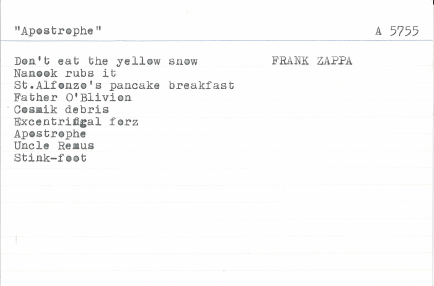 "Apostrophe" A 5755
Don't eat the yellow snow FRANK ZAPPA
Nanook rubs it
St.Alfonzo's pancake breakfast
Father O'Blivion
Cosmik debris
Excentrifigal forz
Apostrophe
Uncle Remus
Stink-foot